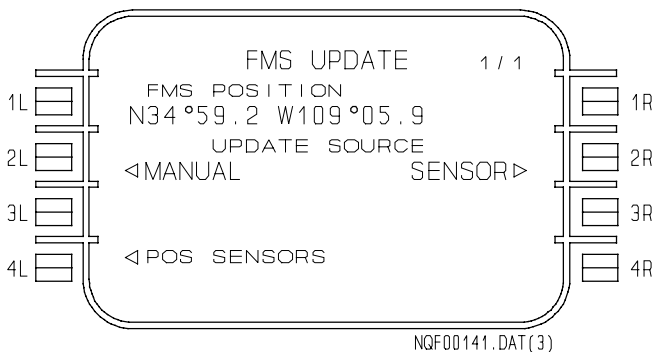 FMS UPDATE 1/1
FMS POSITION
1L 1R
N34°59.2 W109°05.9
UPDATE SOURCE
2L 2R
◁MANUAL SENSOR▷
3L 3R
◁POS SENSORS
4L 4R
NQF00141.DAT(3)